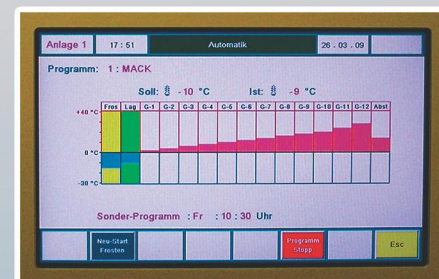 Anlage 1 17 : 51 Automatik 26 . 03 . 09
Programm: 1 : MACK
Soll: -10 °C Ist: -9 °C
Fros Lag G-1 G-2 G-3 G-4 G-5 G-6 G-7 G-8 G-9 G-10 G-11 G-12 Abst
+40 °C
0 °C
-30 °C
Sonder-Programm : Fr : 10 : 30 Uhr
Neu-Start Programm Esc
Frosten Stopp